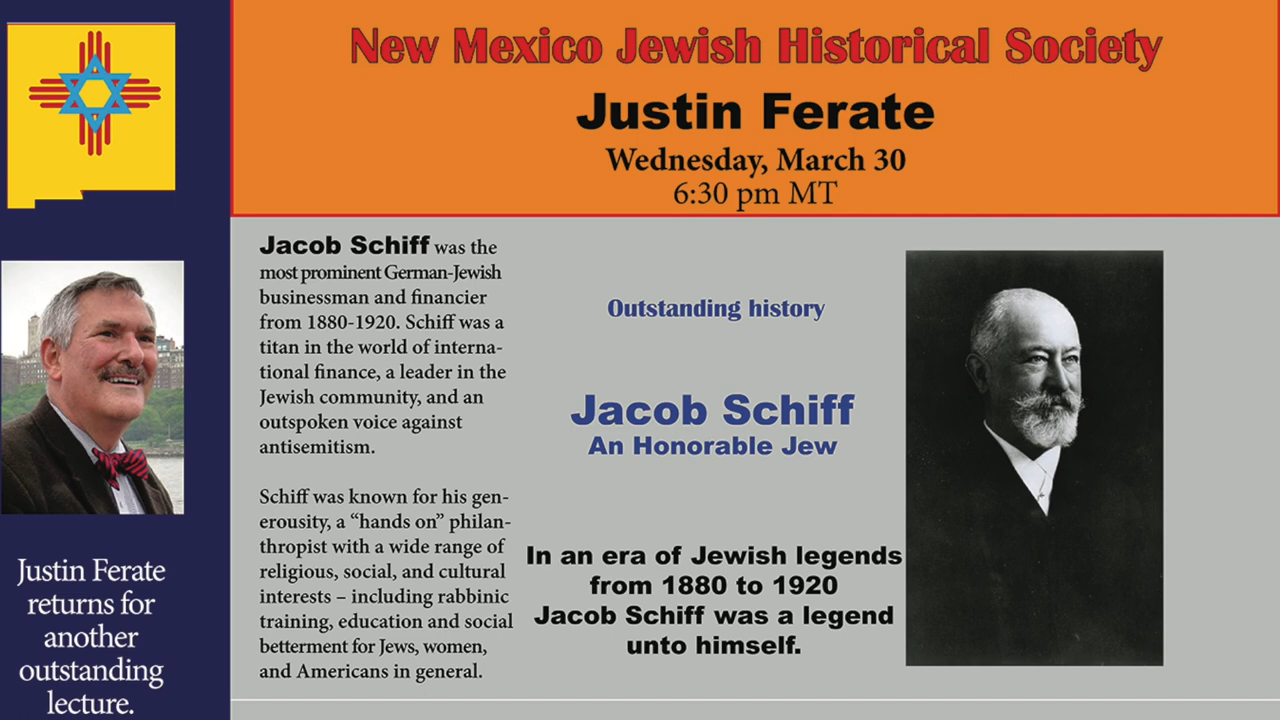 New Mexico Jewish Historical Society
Justin Ferate
Wednesday, March 30
6:30 pm MT
Jacob Schiff was the
most prominent German-Jewish
businessman and financier
from 1880-1920. Schiff was a
titan in the world of interna-
tional finance, a leader in the
Jewish community, and an
outspoken voice against
antisemitism.
Schiff was known for his gen-
erousity, a “hands on” philan-
thropist with a wide range of
religious, social, and cultural
interests – including rabbinic
training, education and social
betterment for Jews, women,
and Americans in general.
Outstanding history
Jacob Schiff
An Honorable Jew
In an era of Jewish legends
from 1880 to 1920
Jacob Schiff was a legend
unto himself.
Justin Ferate
returns for
another
outstanding
lecture.